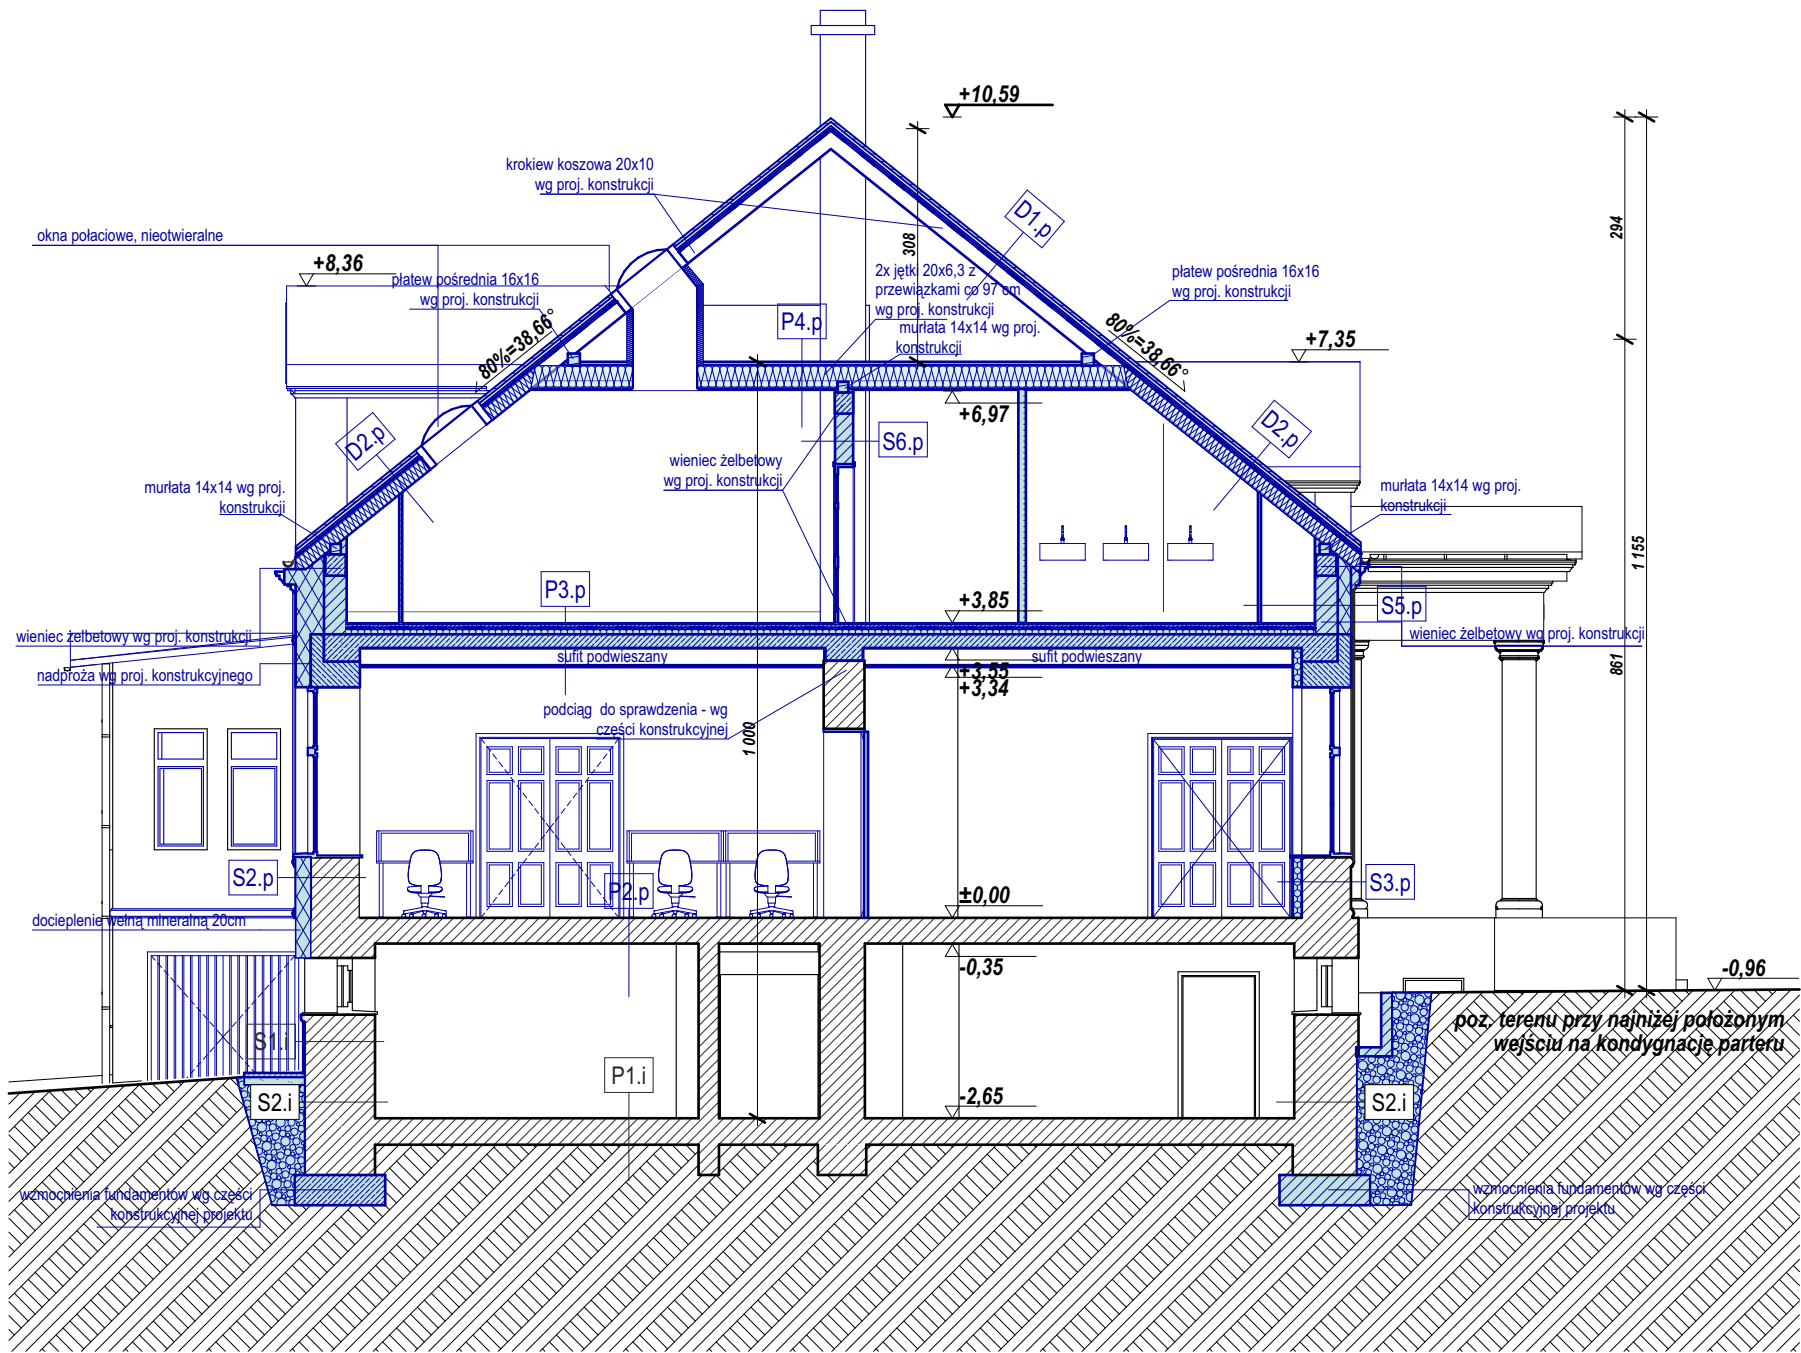 +10,59
krokiew koszowa 20x10
wg proj. konstrukcji
D1.p
294
308
okna połaciowe, nieotwieralne
+8,36
płatew pośrednia 16x16
wg proj. konstrukcji
2x jętki 20x6,3 z
przewiązkami co 97 cm
wg proj. konstrukcji
płatew pośrednia 16x16
wg proj. konstrukcji
P4.p
murłata 14x14 wg proj.
konstrukcji
80%=38,66°
80%=38,66°
+7,35
+6,97
D2.p
S6.p
D2.p
wieniec żelbetowy
wg proj. konstrukcji
murłata 14x14 wg proj.
konstrukcji
murłata 14x14 wg proj.
konstrukcji
1 155
P3.p
+3,85
S5.p
wieniec żelbetowy wg proj. konstrukcji
wieniec żelbetowy wg proj. konstrukcji
sufit podwieszany
sufit podwieszany
861
nadproża wg proj. konstrukcyjnego
+3,55
+3,34
podciąg do sprawdzenia - wg
części konstrukcyjnej
1 000
S2.p
P2.p
S3.p
±0,00
docieplenie wełną mineralną 20cm
-0,35
-0,96
poz. terenu przy najniżej położonym
wejściu na kondygnację parteru
S1.i
P1.i
S2.i
-2,65
S2.i
wzmocnienia fundamentów wg części
konstrukcyjnej projektu
wzmocnienia fundamentów wg części
konstrukcyjnej projektu